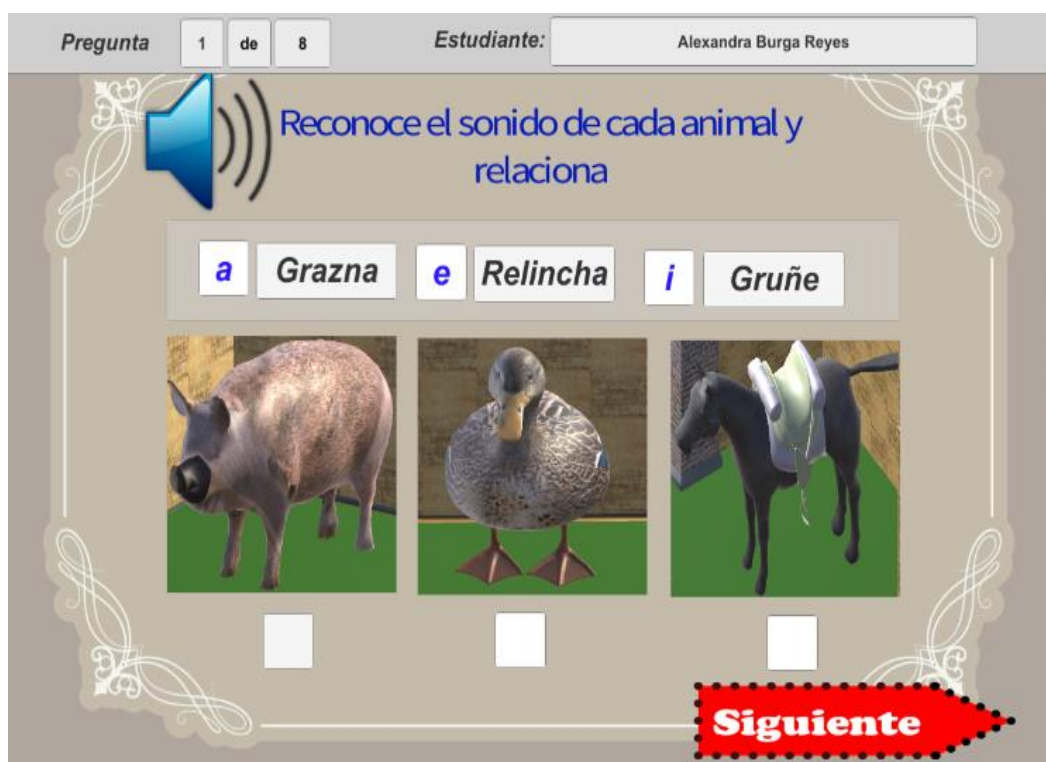 Pregunta 1 de 8 Estudiante: Alexandra Burga Reyes
Reconoce el sonido de cada animal y
relaciona
a Grazna e Relincha i Gruñe
Siguiente